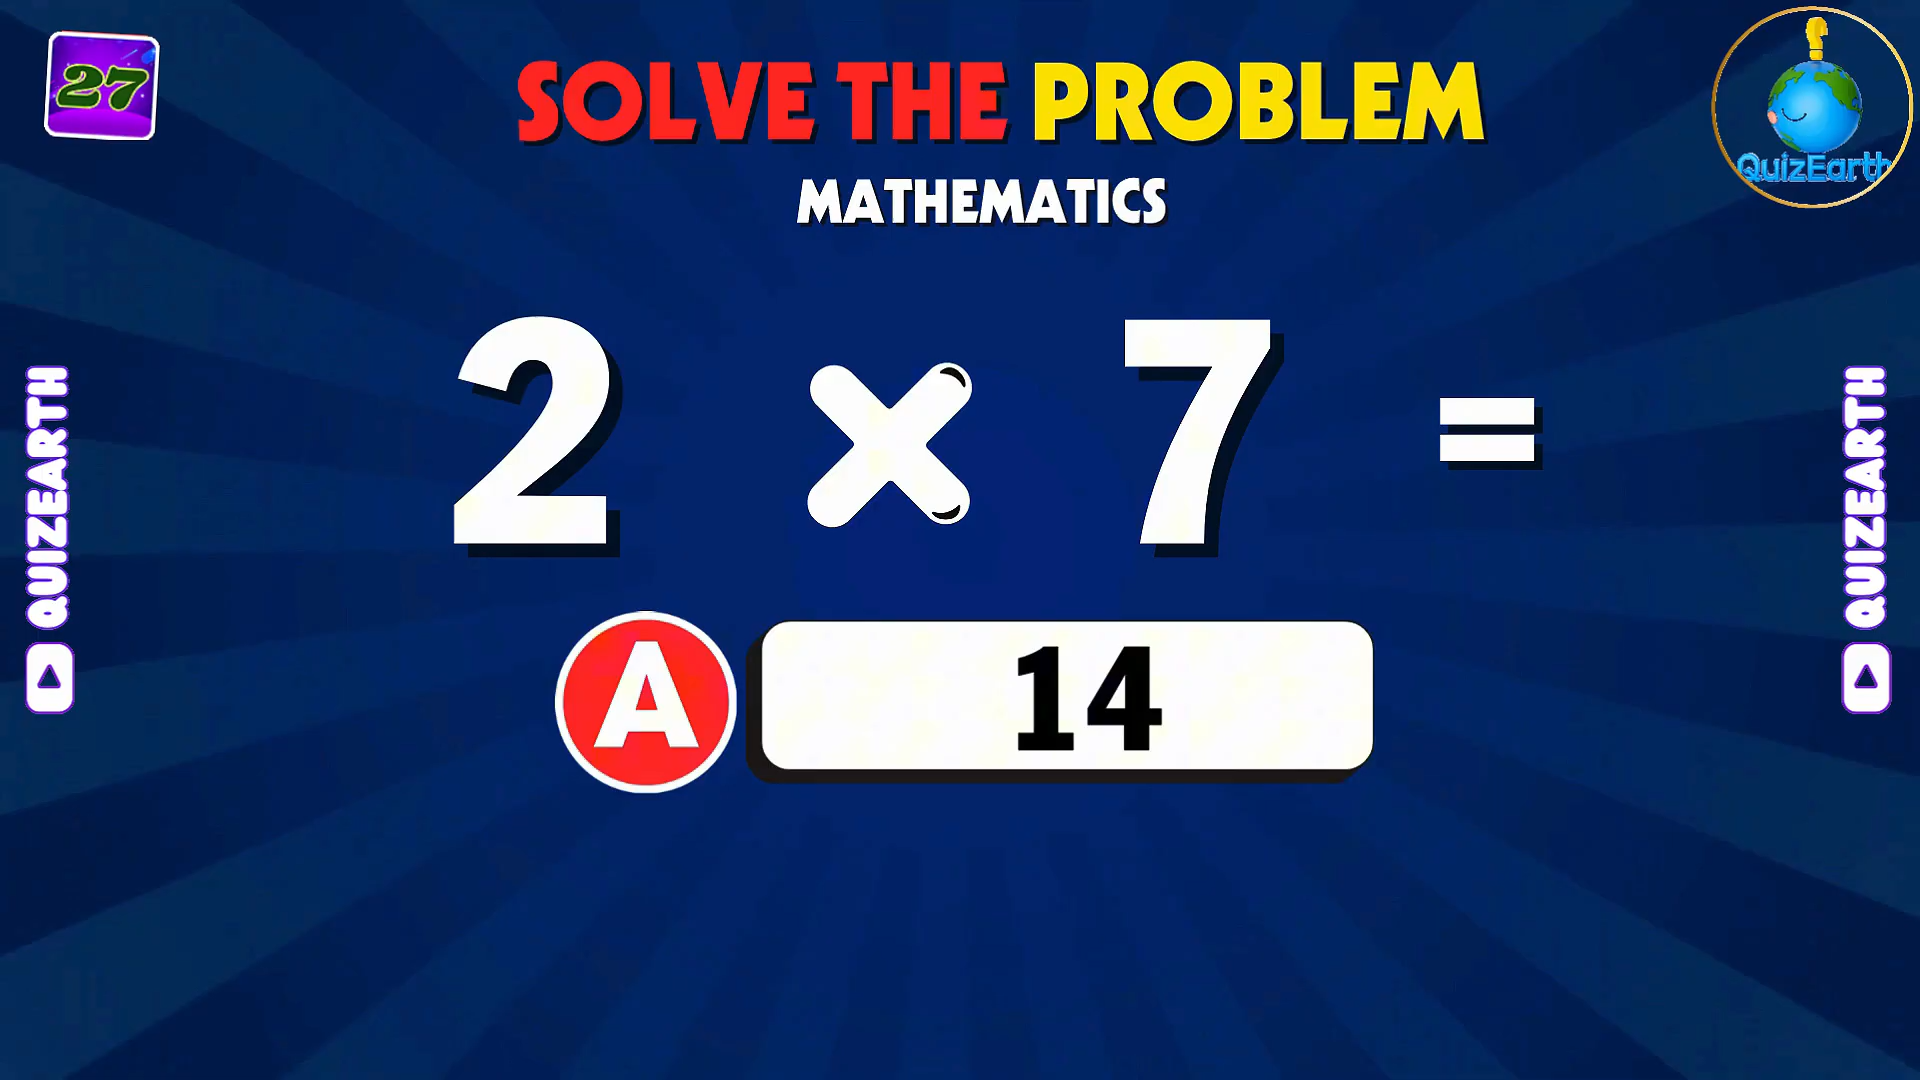 27
SOLVE THE PROBLEM
MATHEMATICS
QuizEarth
2 × 7 =
A 14
QUIZEARTH
QUIZEARTH